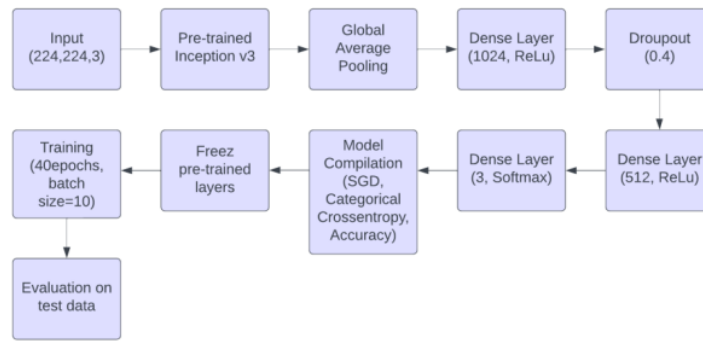 Input
(224,224,3)
Pre-trained
Inception v3
Global
Average
Pooling
Dense Layer
(1024, ReLu)
Droupout
(0.4)
Dense Layer
(512, ReLu)
Dense Layer
(3, Softmax)
Model
Compilation
(SGD,
Categorical
Crossentropy,
Accuracy)
Freez
pre-trained
layers
Training
(40epochs,
batch
size=10)
Evaluation on
test data